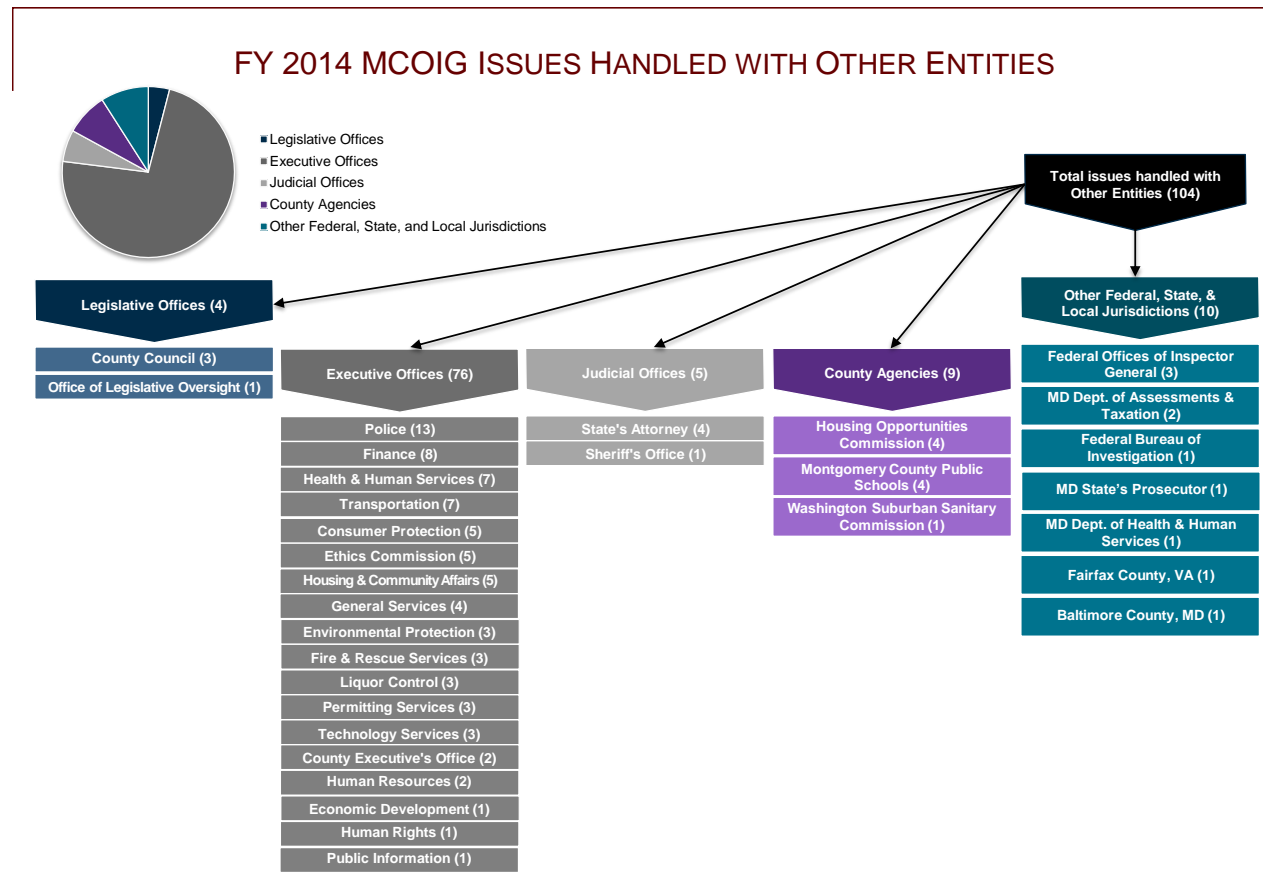 FY 2014 MCOIG ISSUES HANDLED WITH OTHER ENTITIES
Legislative Offices
Executive Offices
Judicial Offices
County Agencies
Other Federal, State, and Local Jurisdictions
Total issues handled with
Other Entities (104)
Legislative Offices (4)
County Council (3)
Office of Legislative Oversight (1)
Executive Offices (76)
Police (13)
Finance (8)
Health & Human Services (7)
Transportation (7)
Consumer Protection (5)
Ethics Commission (5)
Housing & Community Affairs (5)
General Services (4)
Environmental Protection (3)
Fire & Rescue Services (3)
Liquor Control (3)
Permitting Services (3)
Technology Services (3)
County Executive's Office (2)
Human Resources (2)
Economic Development (1)
Human Rights (1)
Public Information (1)
Judicial Offices (5)
State's Attorney (4)
Sheriff's Office (1)
County Agencies (9)
Housing Opportunities
Commission (4)
Montgomery County Public
Schools (4)
Washington Suburban Sanitary
Commission (1)
Other Federal, State, &
Local Jurisdictions (10)
Federal Offices of Inspector
General (3)
MD Dept. of Assessments &
Taxation (2)
Federal Bureau of
Investigation (1)
MD State’s Prosecutor (1)
MD Dept. of Health & Human
Services (1)
Fairfax County, VA (1)
Baltimore County, MD (1)